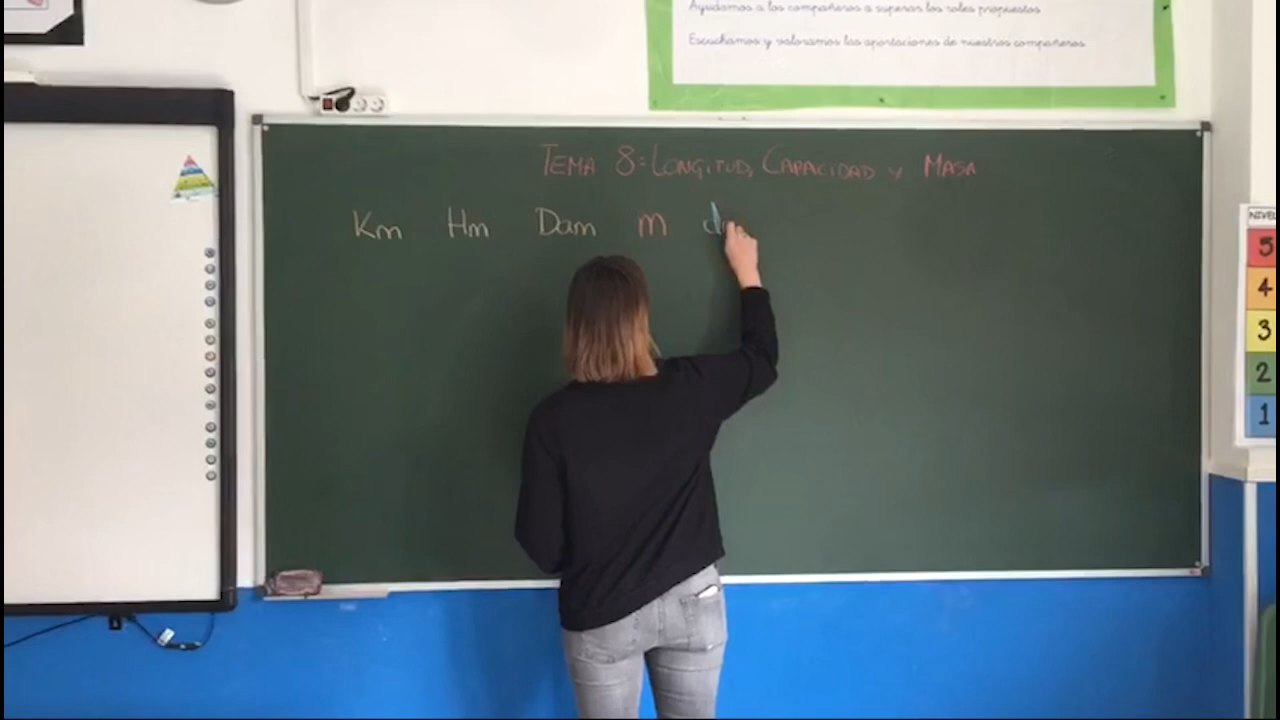 Ayudamos a los compañeros a superar los roles propuestos
Escuchamos y valoramos las aportaciones de nuestros compañeros
TEMA 8: LONGITUD, CAPACIDAD Y MASA
Km Hm Dam m d
NIVEL
5
4
3
2
1